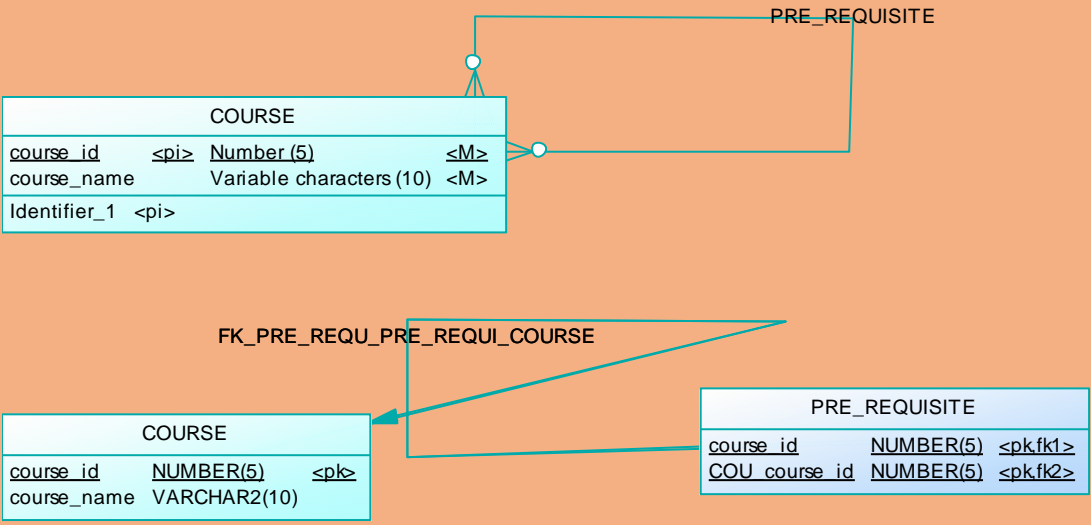 PRE_REQUISITE
COURSE
course_id <pi> Number (5) <M>
course_name Variable characters (10) <M>
Identifier_1 <pi>
FK_PRE_REQU_PRE_REQUI_COURSE
COURSE
course_id NUMBER(5) <pk>
course_name VARCHAR2(10)
PRE_REQUISITE
course_id NUMBER(5) <pk,fk1>
COU_course_id NUMBER(5) <pk,fk2>